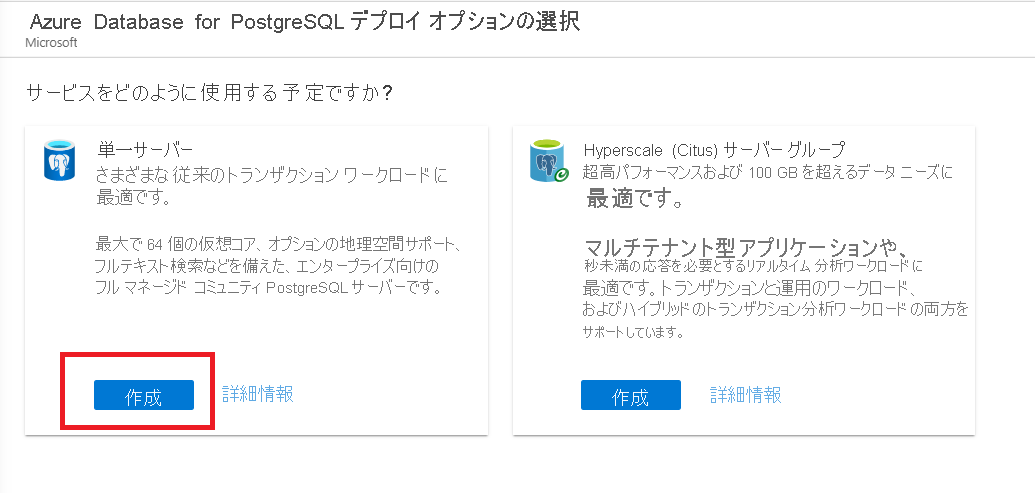 Azure Database for PostgreSQL デプロイ オプションの選択
Microsoft
サービスをどのように使用する予定ですか?
単一サーバー
さまざまな従来のトランザクション ワークロードに
最適です。
最大で 64 個の仮想コア、オプションの地理空間サポート、
フルテキスト検索などを備えた、エンタープライズ向けの
フル マネージド コミュニティ PostgreSQL サーバーです。
作成 詳細情報
Hyperscale (Citus) サーバー グループ
超高パフォーマンスおよび 100 GB を超えるデータ ニーズに
最適です。
マルチテナント型アプリケーションや、
秒未満の応答を必要とするリアルタイム分析ワークロードに
最適です。トランザクションと運用のワークロード、
およびハイブリッドのトランザクション分析ワークロードの両方を
サポートしています。
作成 詳細情報